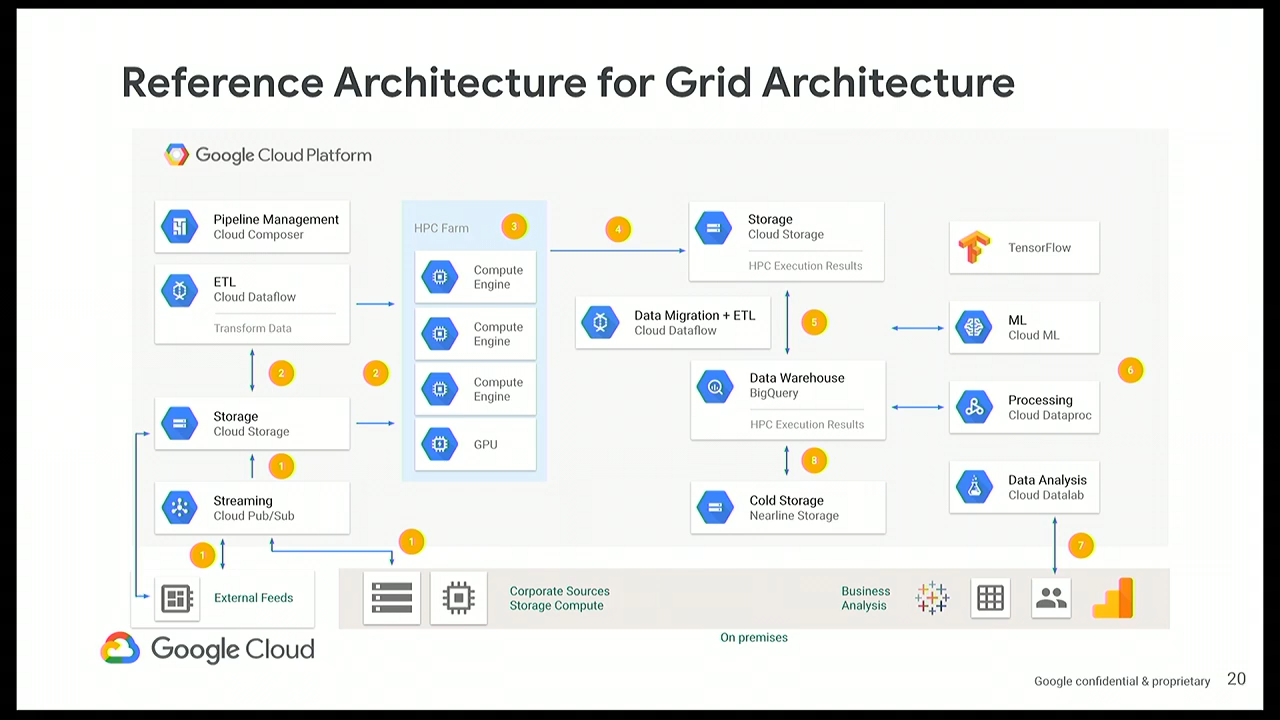 Reference Architecture for Grid Architecture
Google Cloud Platform
Pipeline Management
Cloud Composer
ETL
Cloud Dataflow
Transform Data
2
2
Storage
Cloud Storage
1
Streaming
Cloud Pub/Sub
1
1
HPC Farm
3
Compute
Engine
Compute
Engine
Compute
Engine
GPU
4
Storage
Cloud Storage
HPC Execution Results
Data Migration + ETL
Cloud Dataflow
5
Data Warehouse
BigQuery
HPC Execution Results
8
Cold Storage
Nearline Storage
TensorFlow
ML
Cloud ML
6
Processing
Cloud Dataproc
Data Analysis
Cloud Datalab
7
External Feeds
Corporate Sources
Storage Compute
Business
Analysis
On premises
Google Cloud
Google confidential & proprietary
20